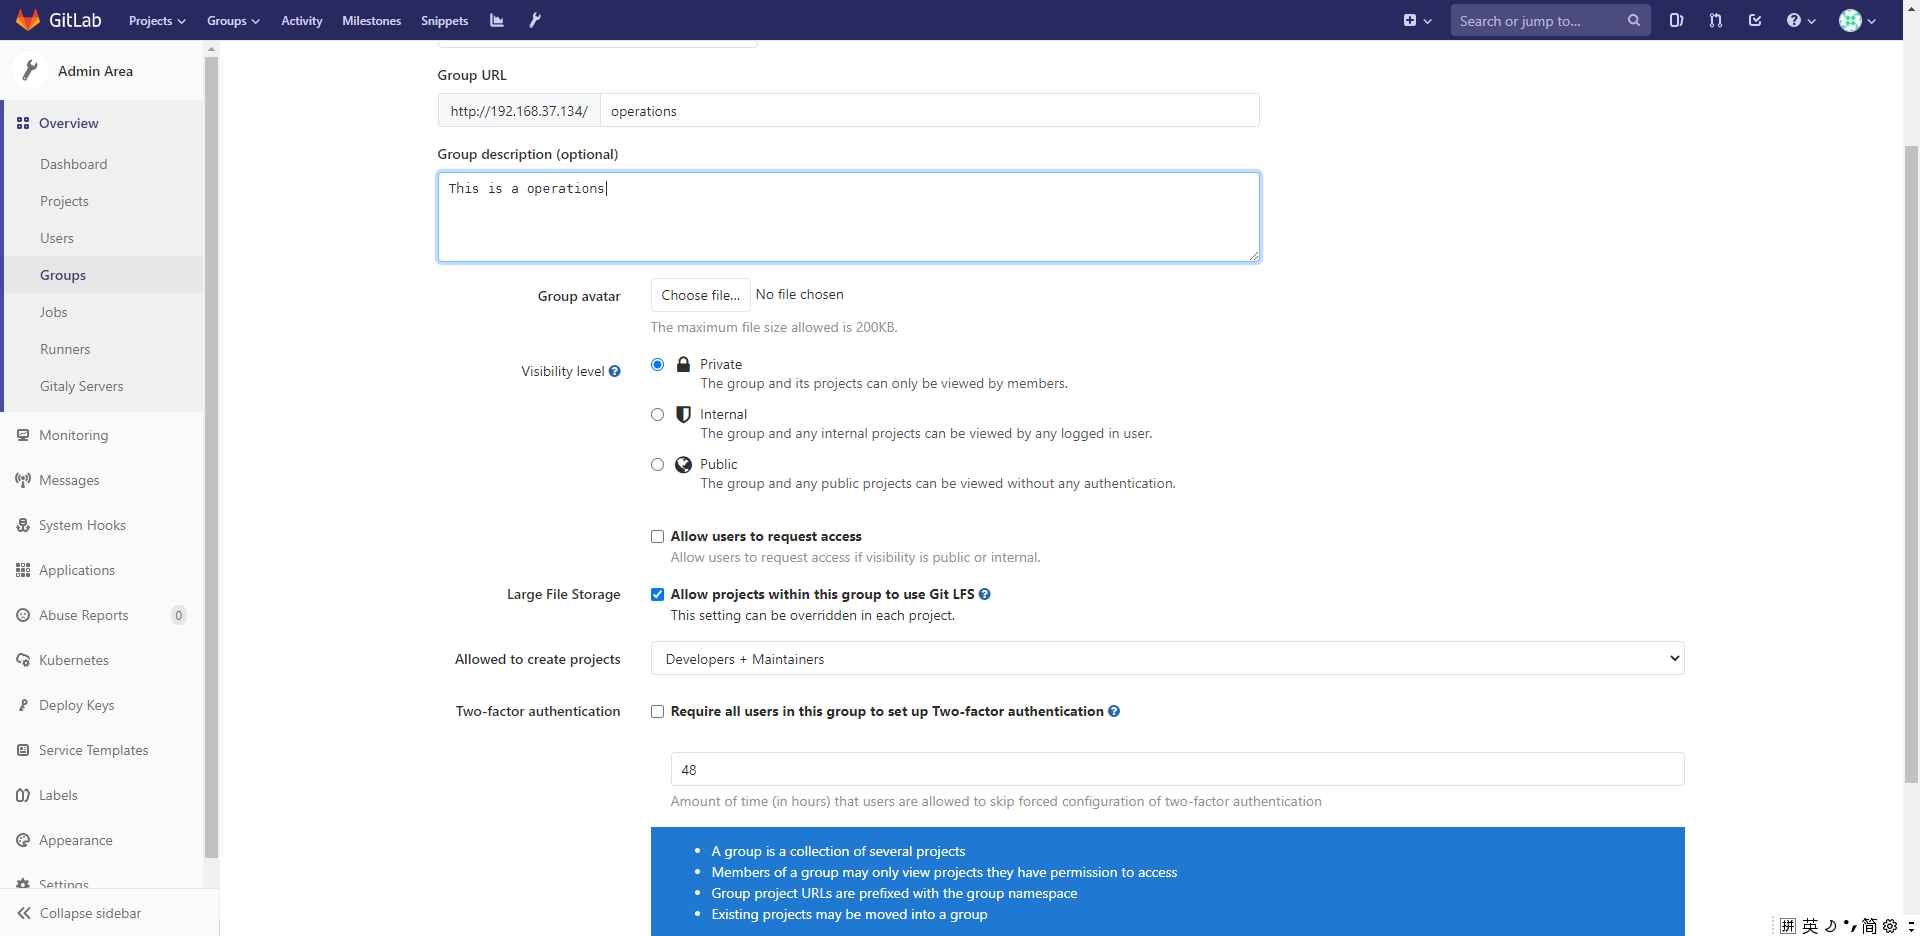 GitLab Projects Groups Activity Milestones Snippets Search or jump to...
Admin Area
Overview
Dashboard
Projects
Users
Groups
Jobs
Runners
Gitaly Servers
Monitoring
Messages
System Hooks
Applications
Abuse Reports 0
Kubernetes
Deploy Keys
Service Templates
Labels
Appearance
Settings
Collapse sidebar
Group URL
http://192.168.37.134/ operations
Group description (optional)
This is a operations
Group avatar Choose file... No file chosen
The maximum file size allowed is 200KB.
Visibility level Private
The group and its projects can only be viewed by members.
Internal
The group and any internal projects can be viewed by any logged in user.
Public
The group and any public projects can be viewed without any authentication.
Allow users to request access
Allow users to request access if visibility is public or internal.
Large File Storage Allow projects within this group to use Git LFS
This setting can be overridden in each project.
Allowed to create projects Developers + Maintainers
Two-factor authentication Require all users in this group to set up Two-factor authentication
48
Amount of time (in hours) that users are allowed to skip forced configuration of two-factor authentication
• A group is a collection of several projects
• Members of a group may only view projects they have permission to access
• Group project URLs are prefixed with the group namespace
• Existing projects may be moved into a group
拼 英 简